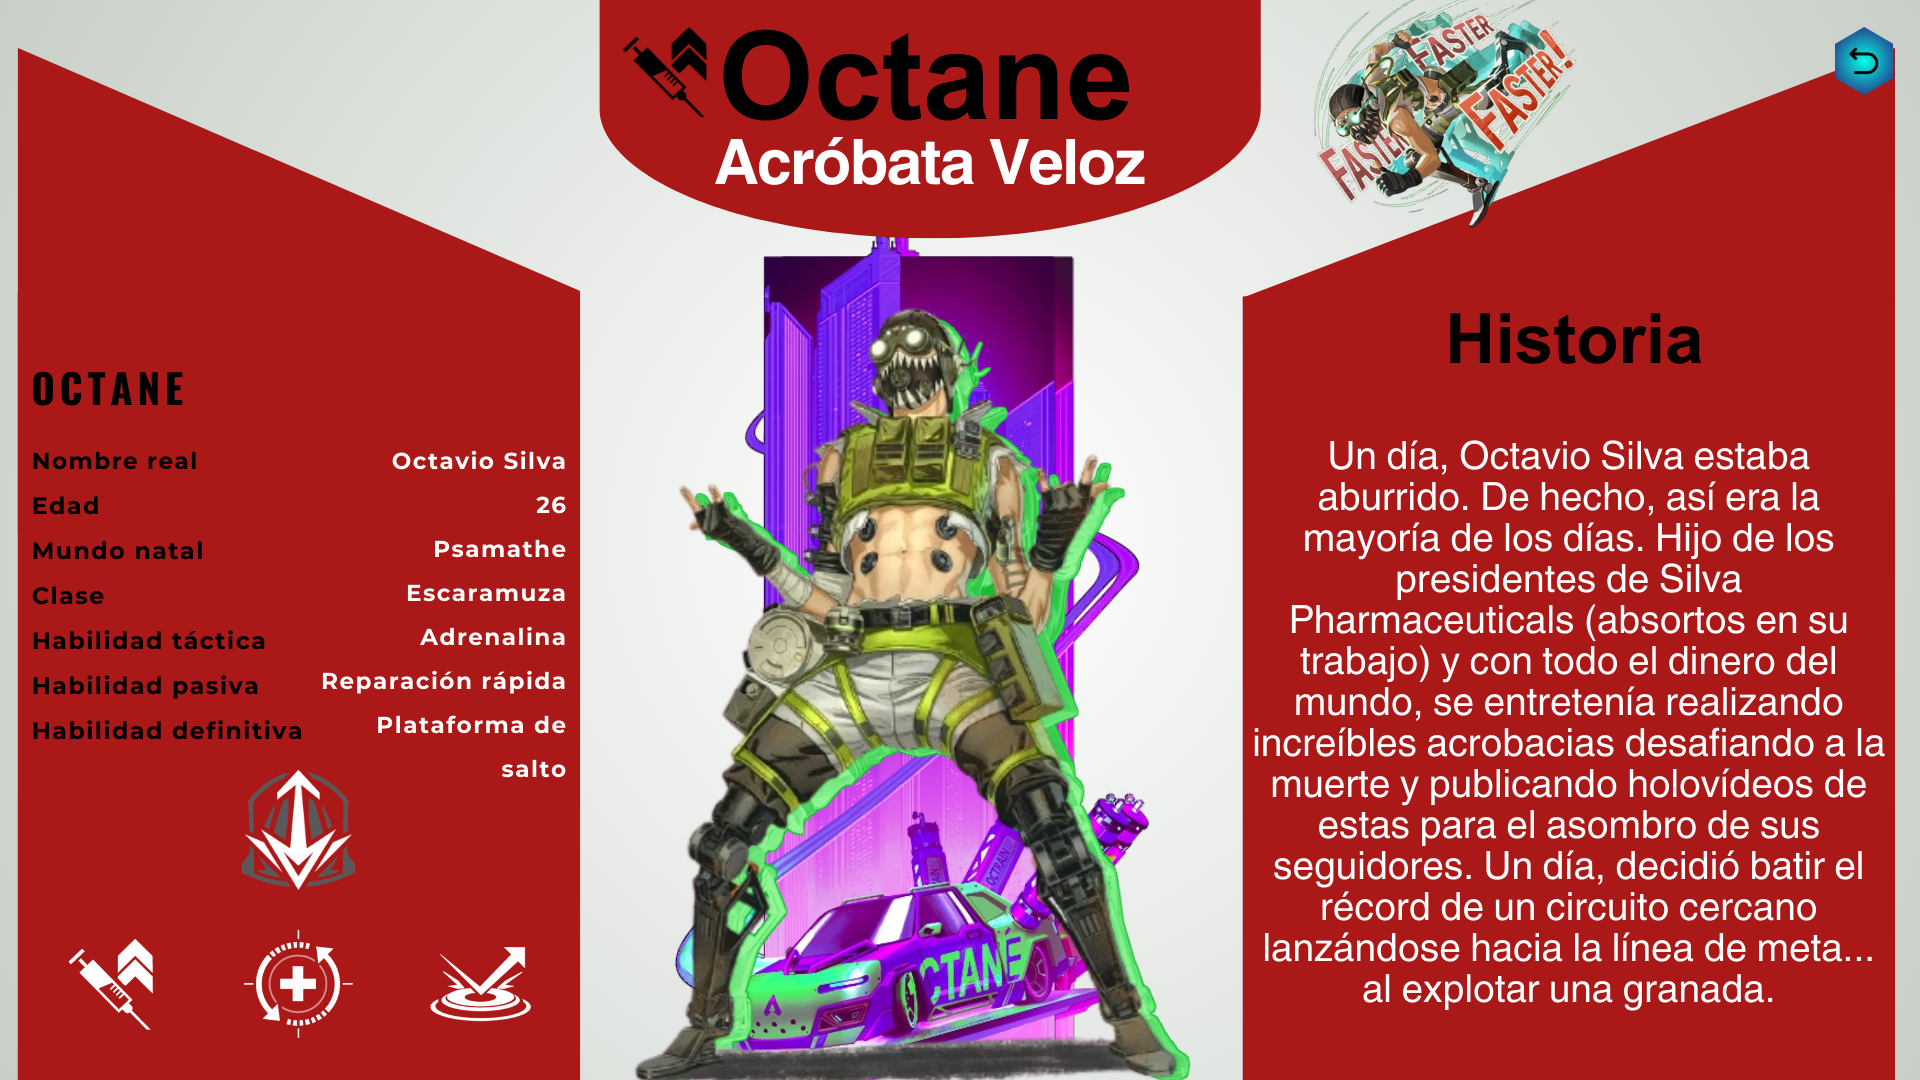 Octane
Acróbata Veloz
FASTER
FASTER!
FASTER
OCTANE
Nombre real Octavio Silva
Edad 26
Mundo natal Psamathe
Clase Escaramuza
Habilidad táctica Adrenalina
Habilidad pasiva Reparación rápida
Habilidad definitiva Plataforma de
salto
OCTRAIN
CTANE
Historia
Un día, Octavio Silva estaba
aburrido. De hecho, así era la
mayoría de los días. Hijo de los
presidentes de Silva
Pharmaceuticals (absortos en su
trabajo) y con todo el dinero del
mundo, se entretenía realizando
increíbles acrobacias desafiando a la
muerte y publicando holovídeos de
estas para el asombro de sus
seguidores. Un día, decidió batir el
récord de un circuito cercano
lanzándose hacia la línea de meta...
al explotar una granada.